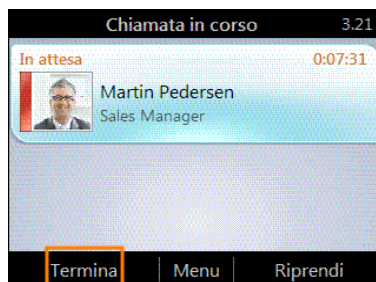 Chiamata in corso 3.21
In attesa 0:07:31
Martin Pedersen
Sales Manager
Termina Menu Riprendi